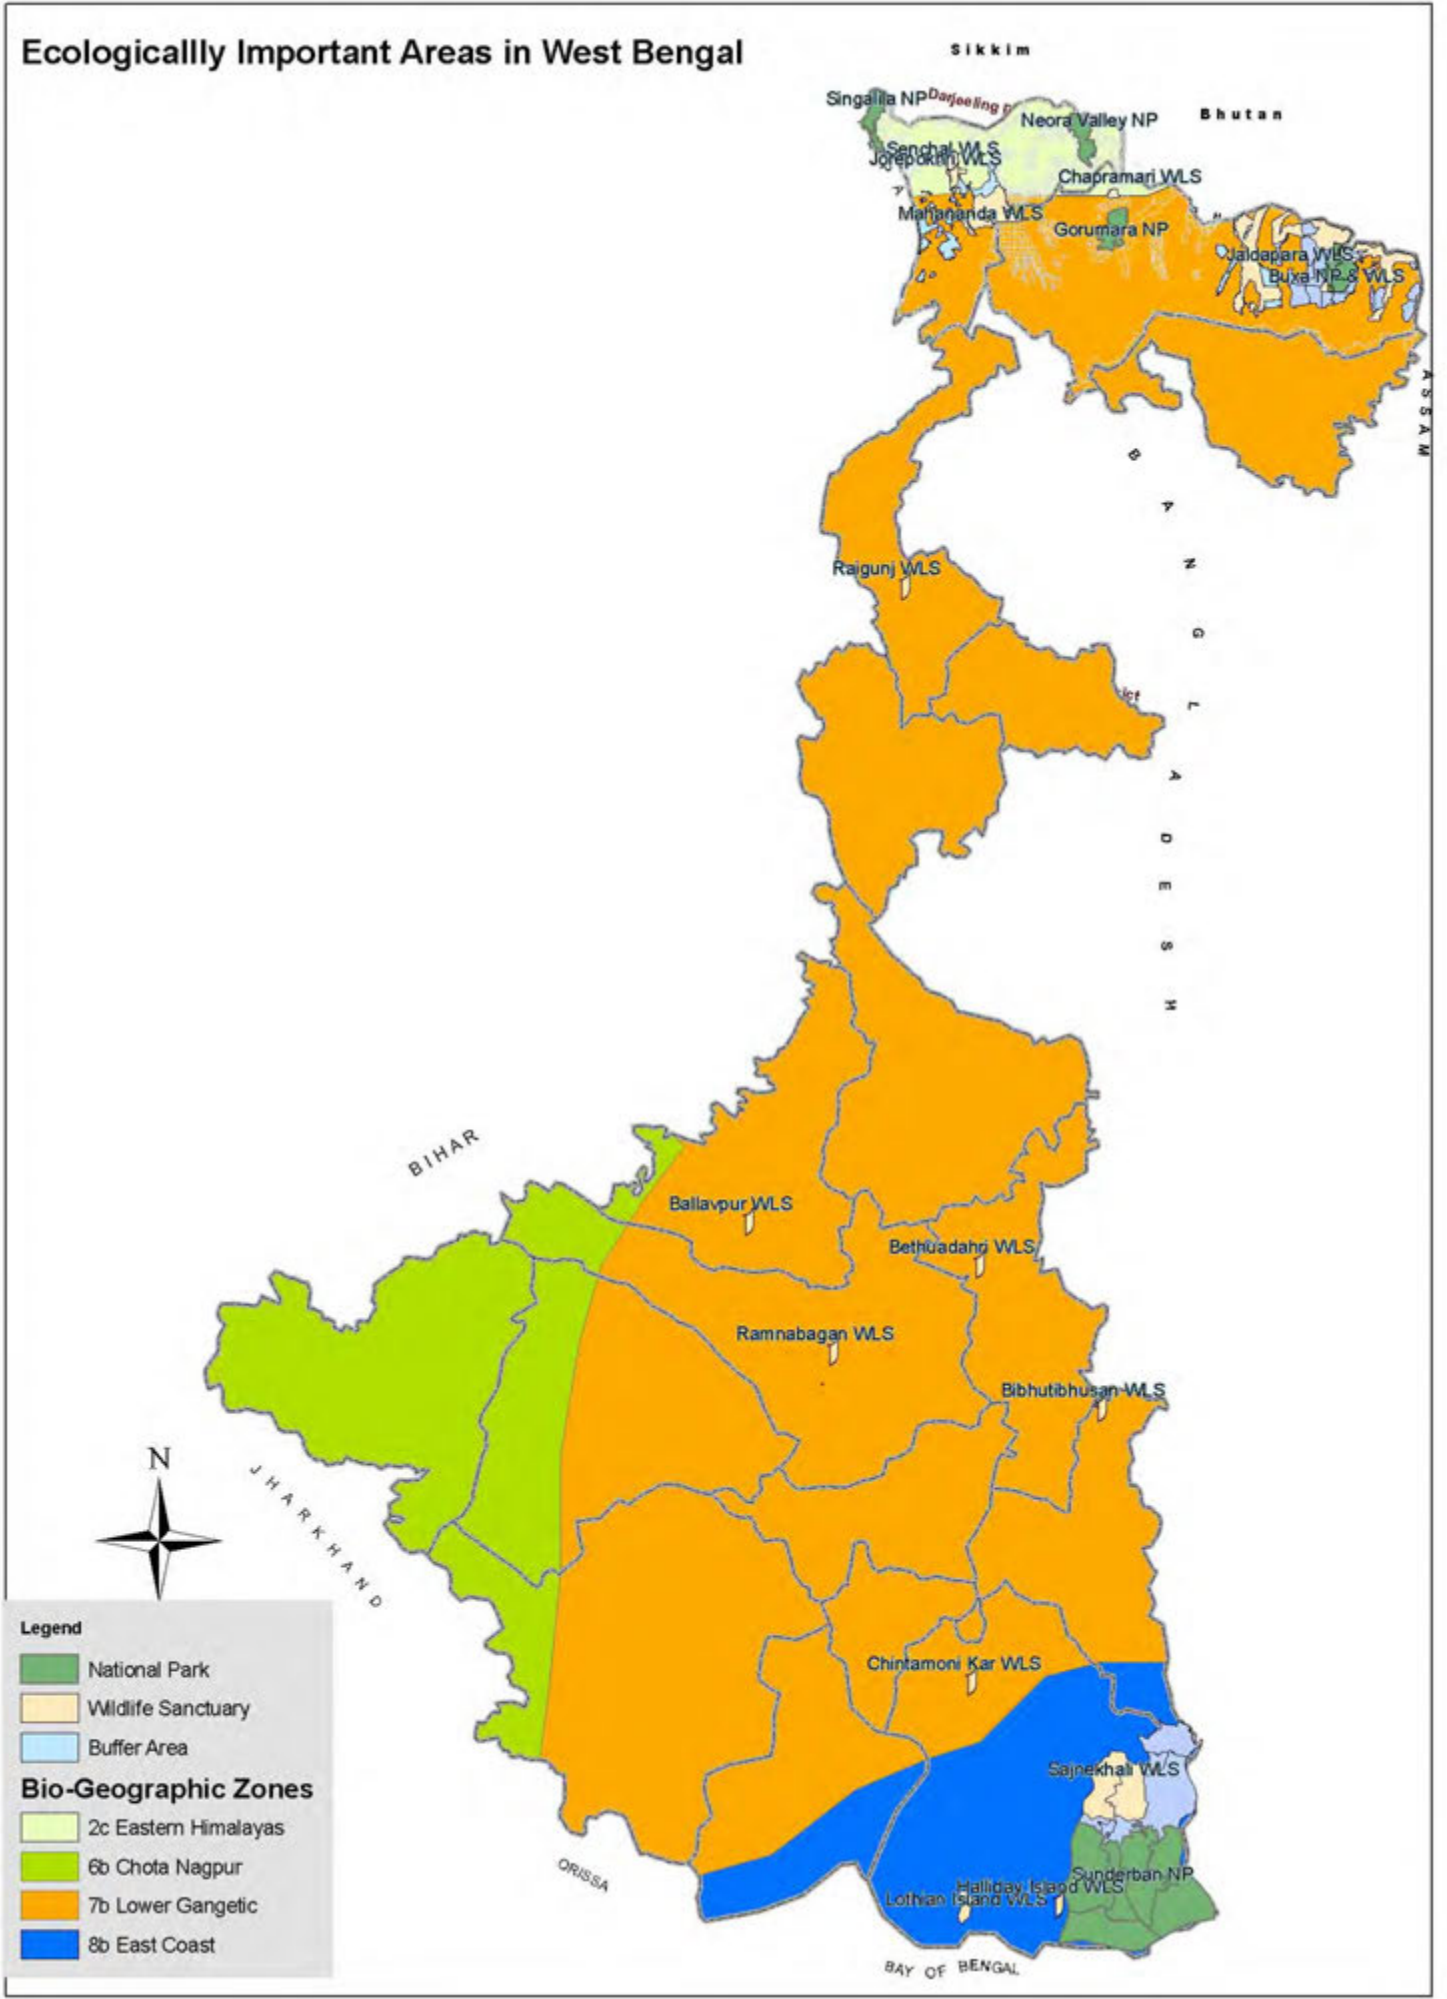 Ecologicallly Important Areas in West Bengal
Sikkim
Bhutan
Singalila NP
Darjeeling
Neora Valley NP
Senchal WLS
Jorepokhri WLS
Chapramari WLS
Mahananda WLS
Gorumara NP
Jaldapara WLS
Buxa NP & WLS
ASSAM
BANGLADESH
Raigunj WLS
ict
BIHAR
Ballavpur WLS
Bethuadahri WLS
Ramnabagan WLS
Bibhutibhusan WLS
N
JHARKHAND
Chintamoni Kar WLS
Sajnekhali WLS
Sunderban NP
Halliday Island WLS
Lothian Island WLS
ORISSA
BAY OF BENGAL
Legend
National Park
Wildlife Sanctuary
Buffer Area
Bio-Geographic Zones
2c Eastern Himalayas
6b Chota Nagpur
7b Lower Gangetic
8b East Coast